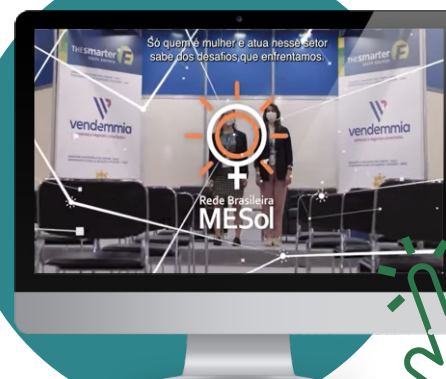 Só quem é mulher e atua nesse setor
sabe dos desafios que enfrentamos.
THE smarter E
THE smarter E
vendemmia
vendemmia
Rede Brasileira
MESol